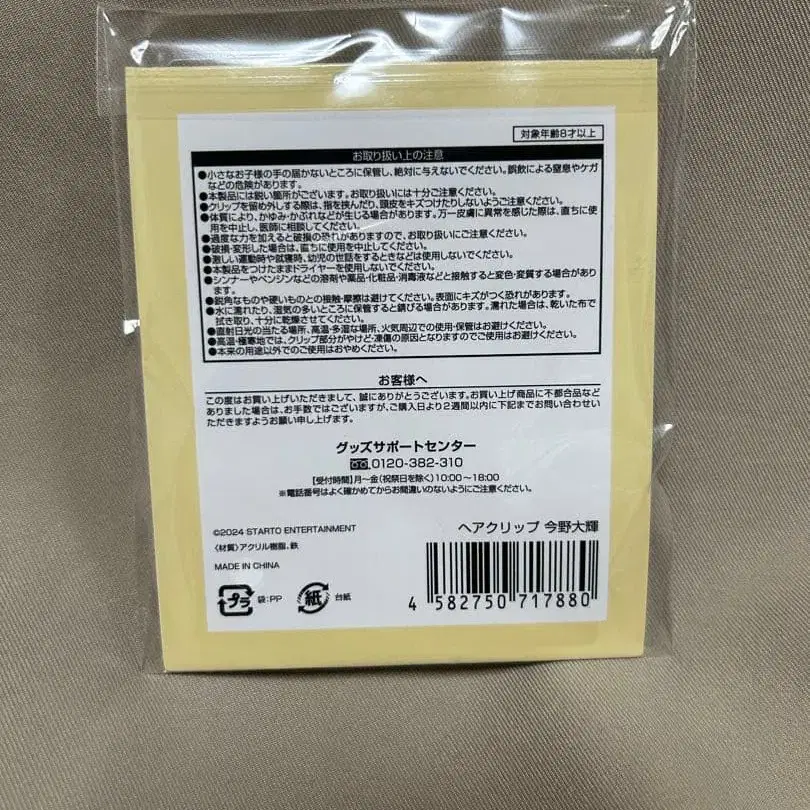 対象年齢8才以上
お取り扱い上の注意
●小さなお子様の手の届かないところに保管し、絶対に与えないでください。誤飲による窒息やケガ
などの危険があります。
●本製品には鋭い箇所がございます。お取り扱いには十分ご注意ください。
●クリップを留め外しする際は、指を挟んだり、頭皮をキズつけたりしないようご注意ください。
●体質により、かゆみ・かぶれなどが生じる場合があります。万一皮膚に異常を感じた際は、直ちに使
用を中止し、医師に相談してください。
●過度な力を加えると破損の恐れがありますので、お取り扱いにご注意ください。
●破損・変形した場合は、直ちに使用を中止してください。
●激しい運動時や就寝時、幼児の世話をするときなどは使用しないでください。
●本製品をつけたままドライヤーを使用しないでください。
●シンナーやベンジンなどの溶剤や薬品・化粧品・消毒液などと接触すると変色・変質する場合があり
ます。
●鋭角なものや硬いものとの接触・摩擦は避けてください。表面にキズがつく恐れがあります。
●水に濡れたり、湿気の多いところに保管すると錆びる場合があります。濡れた場合は、乾いた布で
拭き取り、十分に乾燥させてください。
●直射日光の当たる場所、高温・多湿な場所、火気周辺での使用・保管はお避けください。
●高温・極寒地では、クリップ部分がやけど・凍傷の原因となりますのでご使用はお避けください。
●本来の用途以外でのご使用はおやめください。
お客様へ
この度はお買い上げいただきまして、誠にありがとうございます。お買い上げ商品に不都合品など
ありました場合は、お手数ではございますが、ご購入日より2週間以内に下記までお問い合わせい
ただきますようお願い申し上げます。
グッズサポートセンター
0120-382-310
【受付時間】月〜金(祝祭日を除く)10:00〜18:00
※電話番号はよく確かめてからお間違いのないようにご注意ください。
©2024 STARTO ENTERTAINMENT
ヘアクリップ 今野大輝
〈材質〉アクリル樹脂、鉄
MADE IN CHINA
プラ 袋:PP 紙 台紙
4 582750 717880